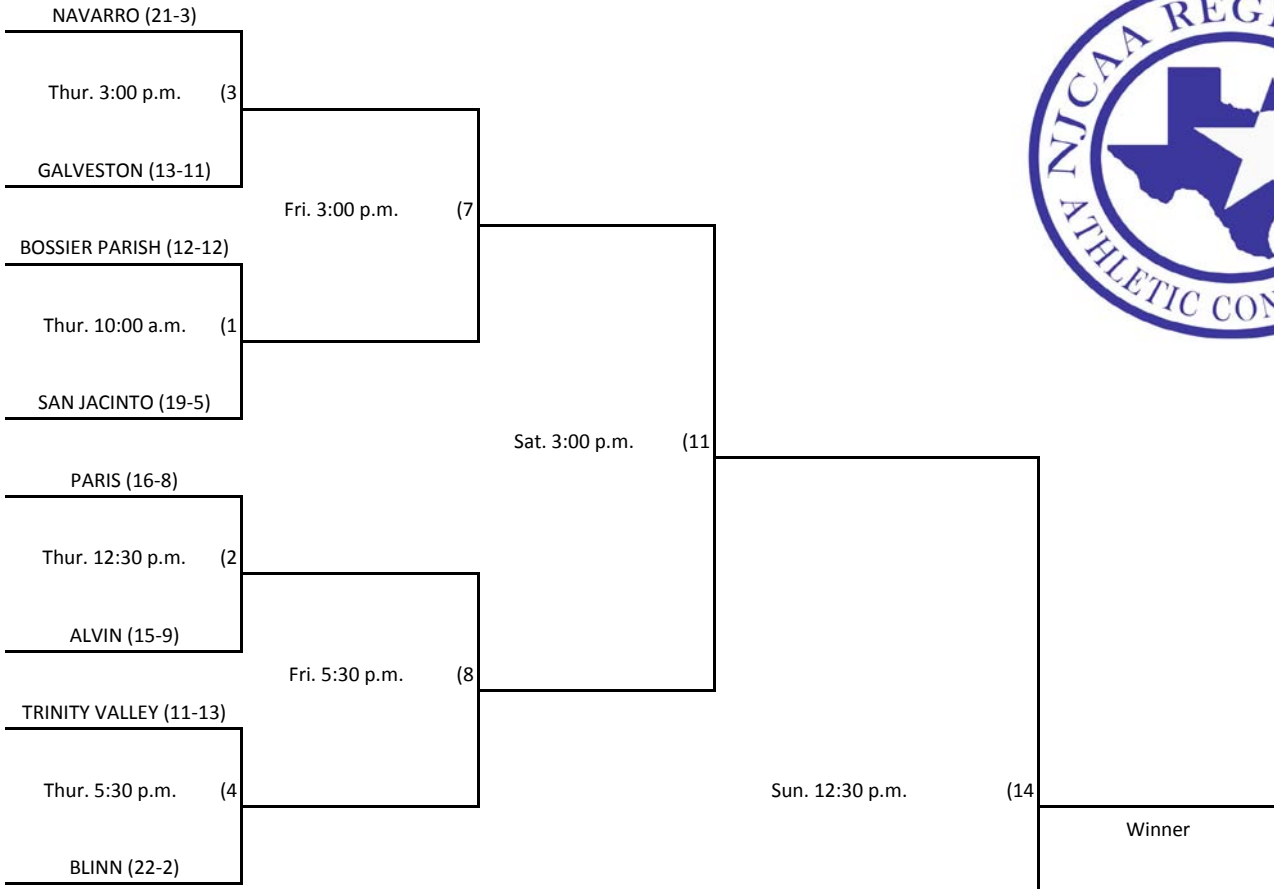 NAVARRO (21-3)
Thur. 3:00 p.m. (3
GALVESTON (13-11)
Fri. 3:00 p.m. (7
BOSSIER PARISH (12-12)
Thur. 10:00 a.m. (1
SAN JACINTO (19-5)
Sat. 3:00 p.m. (11
PARIS (16-8)
Thur. 12:30 p.m. (2
ALVIN (15-9)
Fri. 5:30 p.m. (8
TRINITY VALLEY (11-13)
Thur. 5:30 p.m. (4
Sun. 12:30 p.m. (14
Winner
BLINN (22-2)
NJCAA REG
ATHLETIC CON